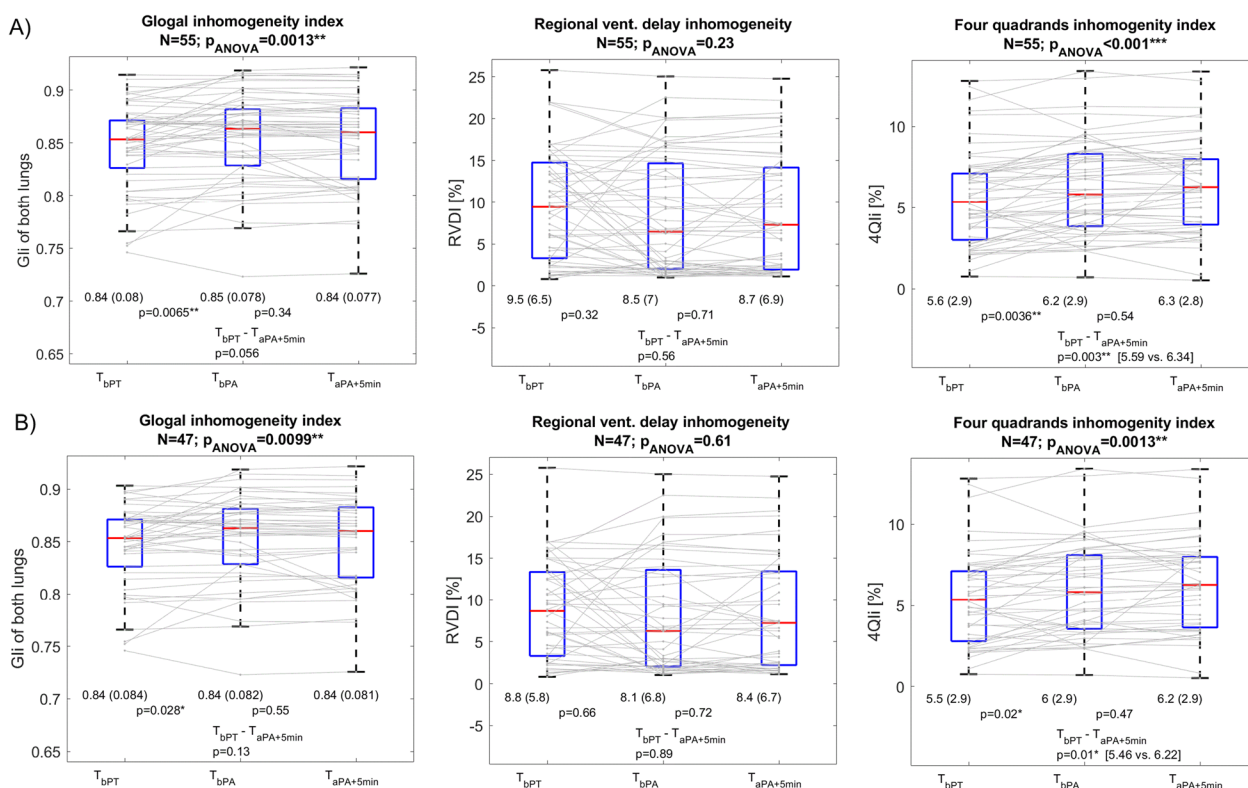 A)
Glogal inhomogeneity index
N=55; pANOVA=0.0013**
GIi of both lungs
0.9
0.85
0.8
0.75
0.7
0.65
0.84 (0.08) 0.85 (0.078) 0.84 (0.077)
p=0.0065** p=0.34
TbPT - TaPA+5min
p=0.056
TbPT TbPA TaPA+5min
Regional vent. delay inhomogeneity
N=55; pANOVA=0.23
RVDI [%]
25
20
15
10
5
0
-5
9.5 (6.5) 8.5 (7) 8.7 (6.9)
p=0.32 p=0.71
TbPT - TaPA+5min
p=0.56
TbPT TbPA TaPA+5min
Four quadrands inhomogenity index
N=55; pANOVA<0.001***
4QIi [%]
10
5
0
5.6 (2.9) 6.2 (2.9) 6.3 (2.8)
p=0.0036** p=0.54
TbPT - TaPA+5min
p=0.003** [5.59 vs. 6.34]
TbPT TbPA TaPA+5min
B)
Glogal inhomogeneity index
N=47; pANOVA=0.0099**
GIi of both lungs
0.9
0.85
0.8
0.75
0.7
0.65
0.84 (0.084) 0.84 (0.082) 0.84 (0.081)
p=0.028* p=0.55
TbPT - TaPA+5min
p=0.13
TbPT TbPA TaPA+5min
Regional vent. delay inhomogeneity
N=47; pANOVA=0.61
RVDI [%]
25
20
15
10
5
0
-5
8.8 (5.8) 8.1 (6.8) 8.4 (6.7)
p=0.66 p=0.72
TbPT - TaPA+5min
p=0.89
TbPT TbPA TaPA+5min
Four quadrands inhomogenity index
N=47; pANOVA=0.0013**
4QIi [%]
10
5
0
5.5 (2.9) 6 (2.9) 6.2 (2.9)
p=0.02* p=0.47
TbPT - TaPA+5min
p=0.01* [5.46 vs. 6.22]
TbPT TbPA TaPA+5min